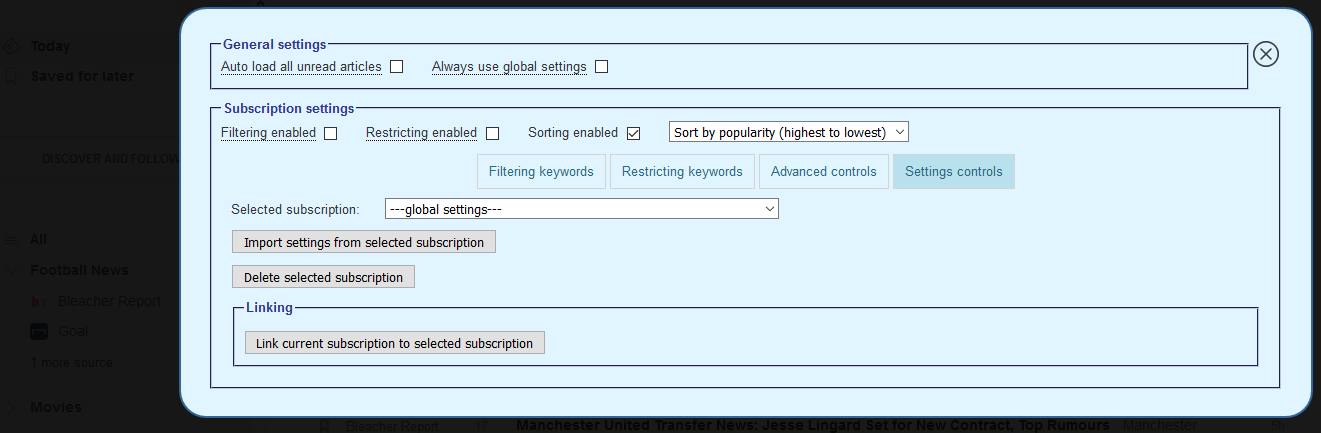 General settings
Auto load all unread articles
Always use global settings
Subscription settings
Filtering enabled
Restricting enabled
Sorting enabled
Sort by popularity (highest to lowest)
Filtering keywords
Restricting keywords
Advanced controls
Settings controls
Selected subscription:
---global settings---
Import settings from selected subscription
Delete selected subscription
Linking
Link current subscription to selected subscription
Today
Saved for later
DISCOVER AND FOLLOW
All
Football News
Bleacher Report
Goal
1 more source
Movies
Bleacher Report 17 Manchester United Transfer News: Jesse Lingard Set for New Contract, Top Rumours Manchester 5h